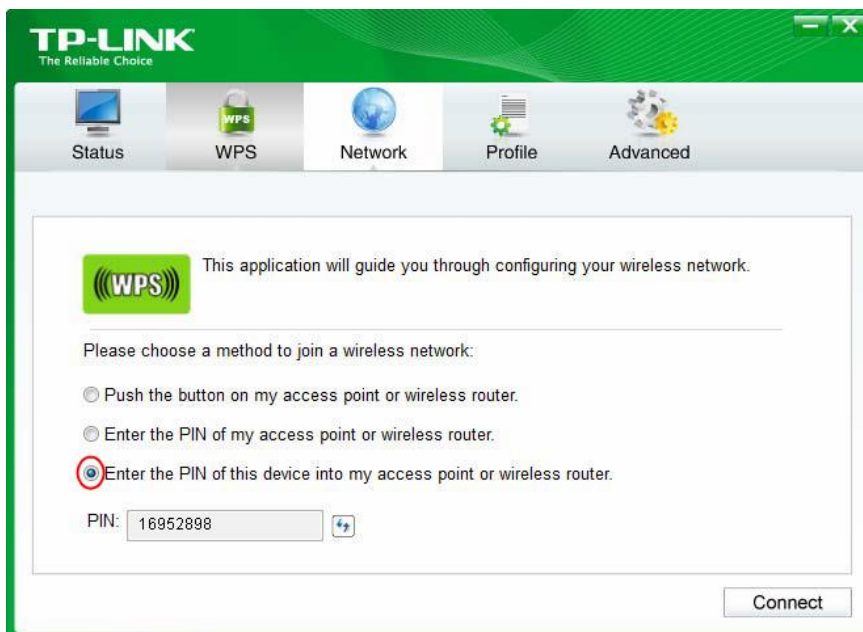 TP-LINK
The Reliable Choice
Status WPS Network Profile Advanced
WPS
(((WPS)))
This application will guide you through configuring your wireless network.
Please choose a method to join a wireless network:
Push the button on my access point or wireless router.
Enter the PIN of my access point or wireless router.
Enter the PIN of this device into my access point or wireless router.
PIN: 16952898
Connect